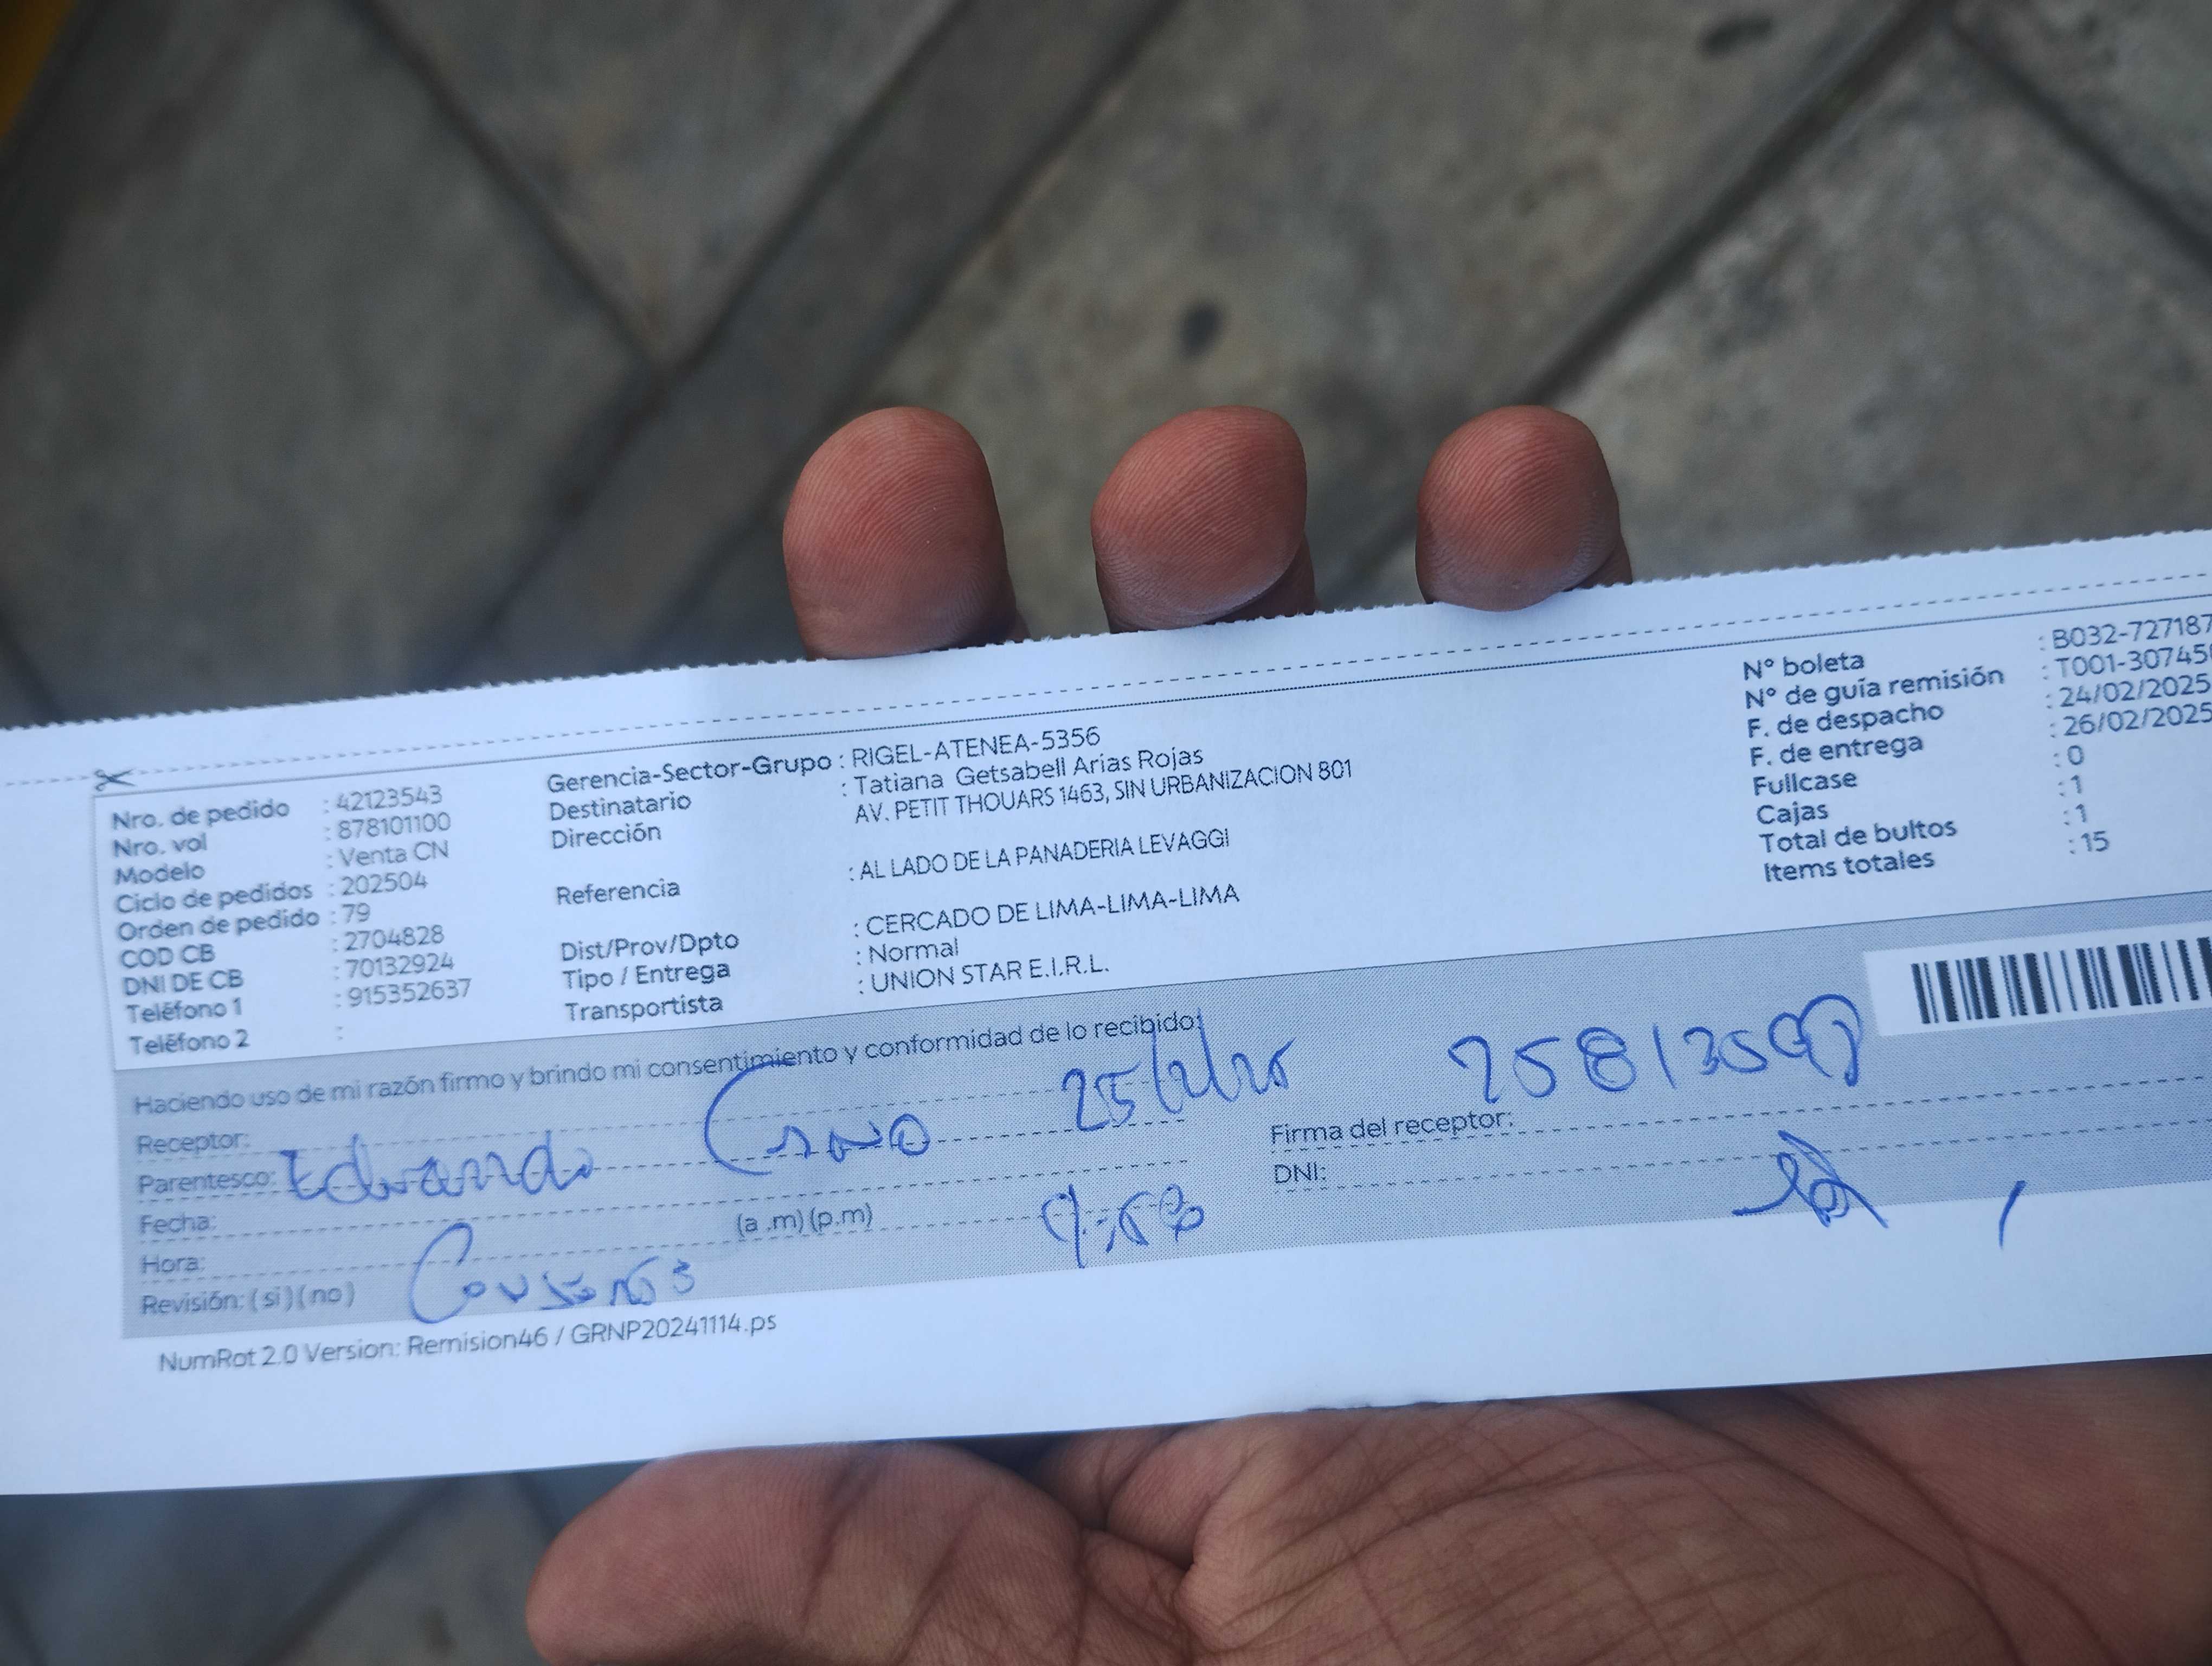 Nro. de pedido : 42123543
Nro. vol : 878101100
Modelo : Venta CN
Ciclo de pedidos : 202504
Orden de pedido : 79
COD CB : 2704828
DNI DE CB : 70132924
Teléfono 1 : 915352637
Teléfono 2 :
Gerencia-Sector-Grupo : RIGEL-ATENEA-5356
Destinatario : Tatiana Getsabell Arias Rojas
Dirección AV. PETIT THOUARS 1463, SIN URBANIZACION 801
Referencia : AL LADO DE LA PANADERIA LEVAGGI
Dist/Prov/Dpto : CERCADO DE LIMA-LIMA-LIMA
Tipo / Entrega : Normal
Transportista : UNION STAR E.I.R.L.
Nº boleta : B032-727187
Nº de guía remisión : T001-30745
F. de despacho : 24/02/2025
F. de entrega : 26/02/2025
Fullcase : 0
Cajas : 1
Total de bultos : 1
Items totales : 15
Haciendo uso de mi razón firmo y brindo mi consentimiento y conformidad de lo recibido:
Receptor:
Parentesco: Eduardo
Fecha:
Hora: (a .m) (p.m)
Revisión: ( si ) ( no )
Firma del receptor:
DNI:
NumRot 2.0 Version: Remision46 / GRNP20241114.ps